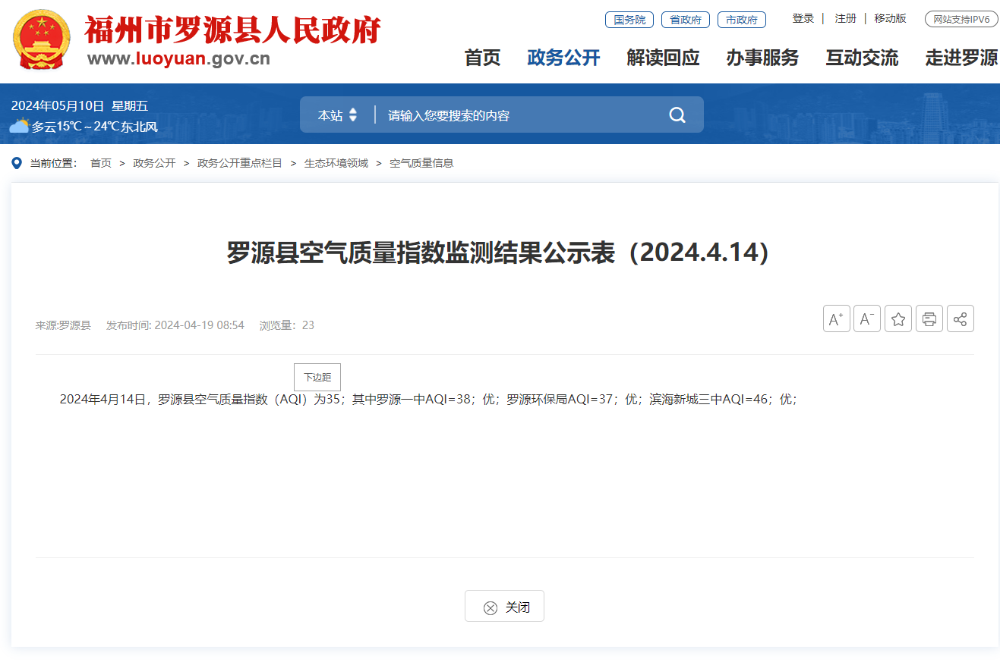 福州市罗源县人民政府
www.luoyuan.gov.cn
国务院 省政府 市政府 登录 | 注册 | 移动版 网站支持IPV6
首页 政务公开 解读回应 办事服务 互动交流 走进罗源
2024年05月10日 星期五
多云15℃～24℃东北风
本站 请输入您要搜索的内容
当前位置： 首页 > 政务公开 > 政务公开重点栏目 > 生态环境领域 > 空气质量信息
罗源县空气质量指数监测结果公示表（2024.4.14）
来源:罗源县 发布时间: 2024-04-19 08:54 浏览量：23
A+ A-
下边距
2024年4月14日，罗源县空气质量指数（AQI）为35；其中罗源一中AQI=38；优；罗源环保局AQI=37；优；滨海新城三中AQI=46；优；
关闭